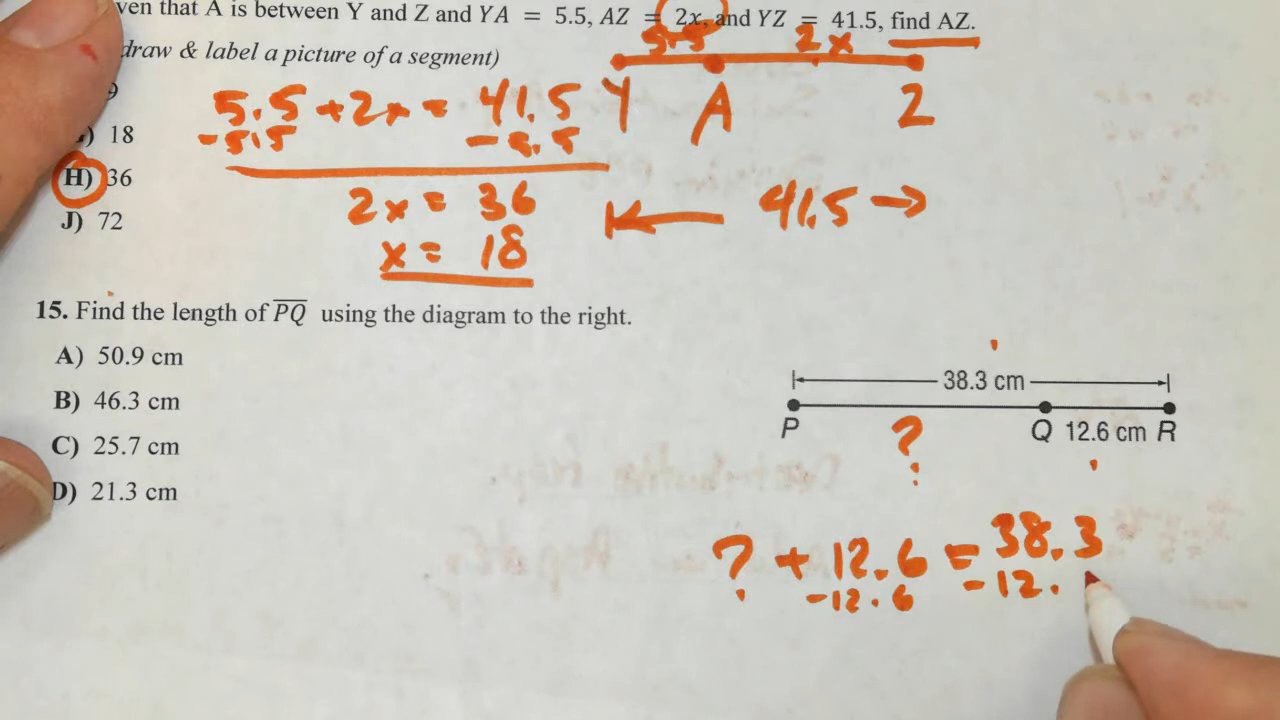 ven that A is between Y and Z and YA = 5.5, AZ = 2x, and YZ = 41.5, find AZ.
draw & label a picture of a segment)
5.5 2x
9
5.5 + 2x = 41.5 Y A Z
) 18 -5.5 -5.5
H) 36
2x = 36 41.5
J) 72
x = 18
15. Find the length of PQ using the diagram to the right.
A) 50.9 cm
38.3 cm
B) 46.3 cm
P ? Q 12.6 cm R
C) 25.7 cm
D) 21.3 cm
? + 12.6 = 38.3
-12.6 -12.